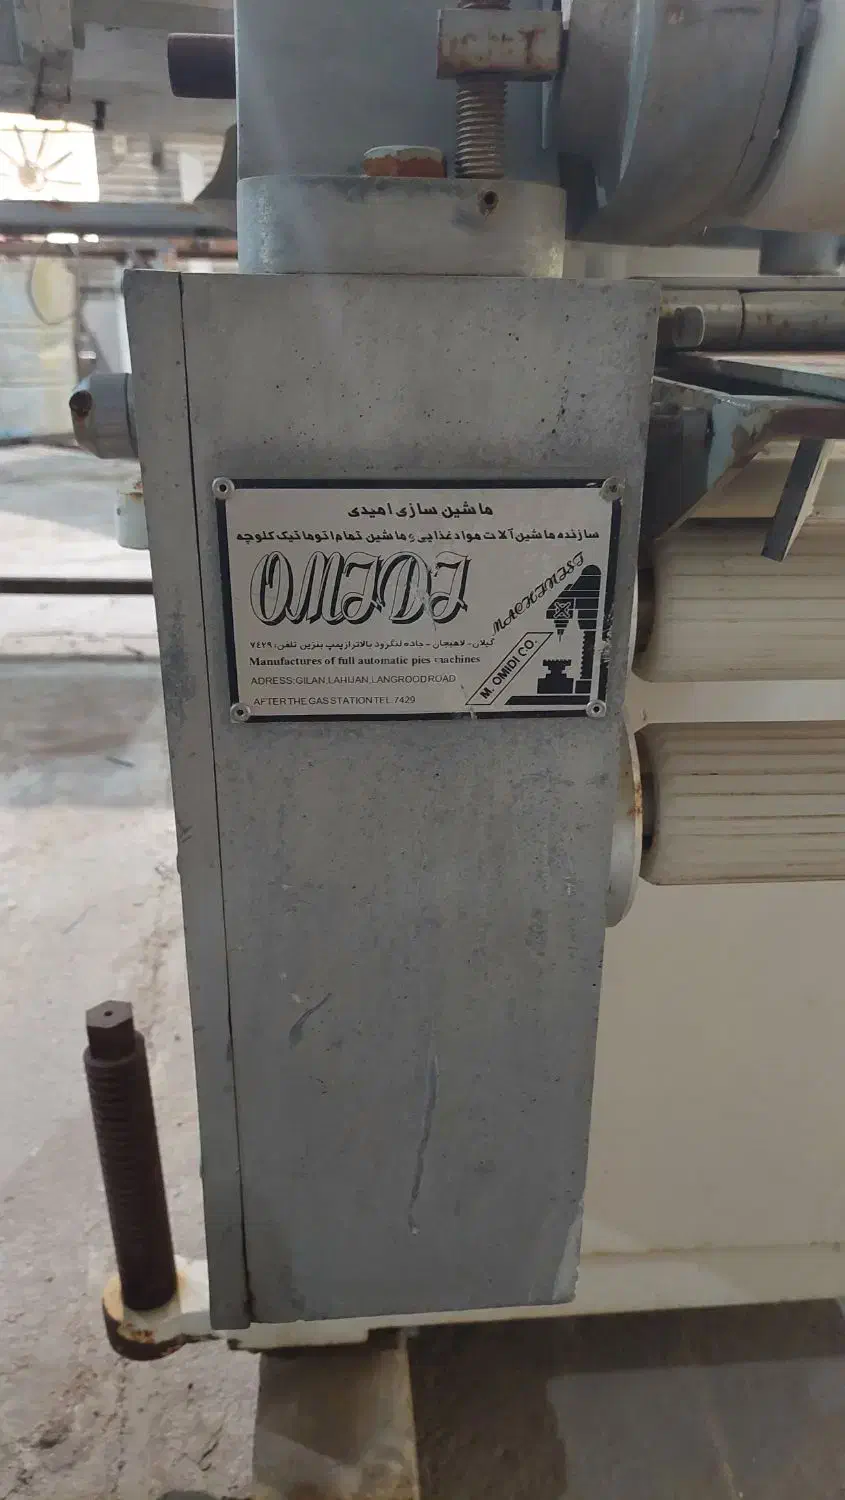 ماشین سازی امیدی
سازنده ماشین آلات مواد غذایی و ماشین تمام اتوماتیک کلوچه
OMIDI
MACHINIST
گیلان - لاهیجان - جاده لنگرود بالاتر از پمپ بنزین تلفن: ۷۴۲۹
Manufactures of full automatic pies machines
ADRESS:GILAN,LAHIJAN,LANGROOD ROAD
AFTER THE GAS STATION TEL:7429
M. OMIDI CO.